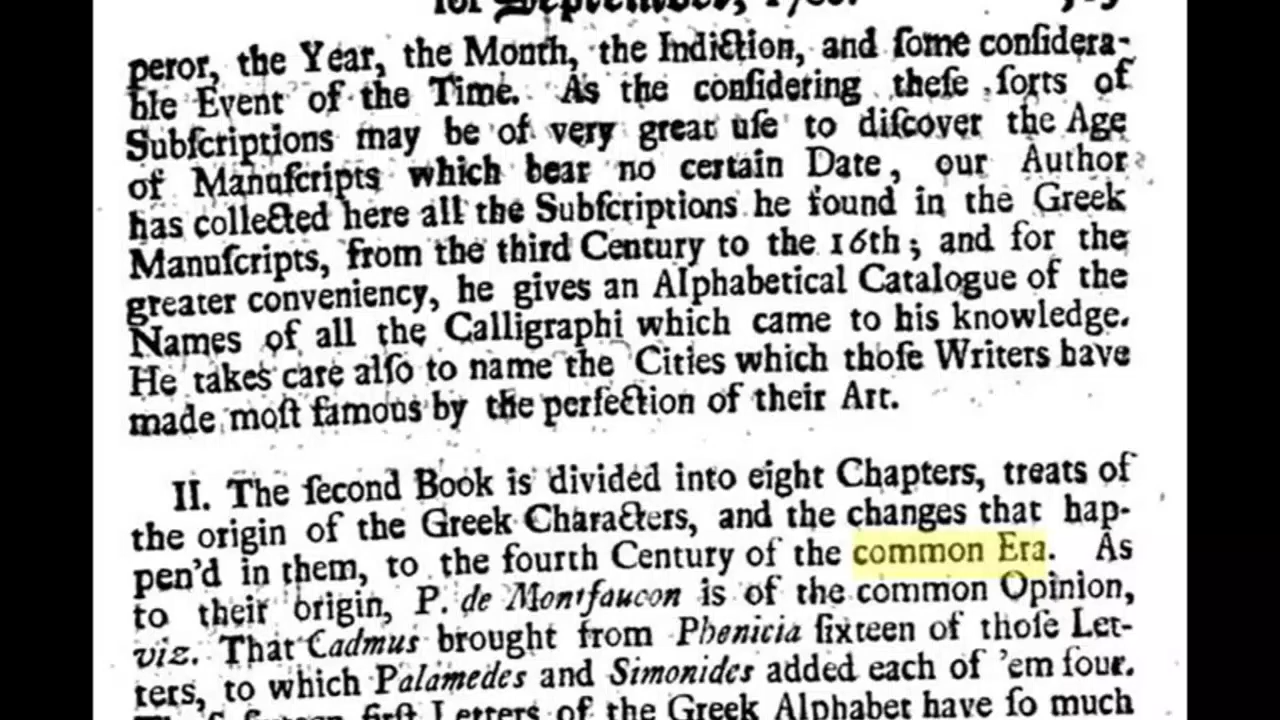 for September, 170
peror, the Year, the Month, the Indiction, and ſome conſidera-
ble Event of the Time. As the conſidering theſe ſorts of
Subſcriptions may be of very great uſe to diſcover the Age
of Manuſcripts which bear no certain Date, our Author
has collected here all the Subſcriptions he found in the Greek
Manuſcripts, from the third Century to the 16th; and for the
greater conveniency, he gives an Alphabetical Catalogue of the
Names of all the Calligraphi which came to his knowledge.
He takes care alſo to name the Cities which thoſe Writers have
made moſt famous by the perfection of their Art.
II. The ſecond Book is divided into eight Chapters, treats of
the origin of the Greek Characters, and the changes that hap-
pen'd in them, to the fourth Century of the common Era. As
to their origin, P. de Montfaucon is of the common Opinion,
viz. That Cadmus brought from Phenicia ſixteen of thoſe Let-
ters, to which Palamedes and Simonides added each of 'em four.
firſt Letters of the Greek Alphabet have ſo much